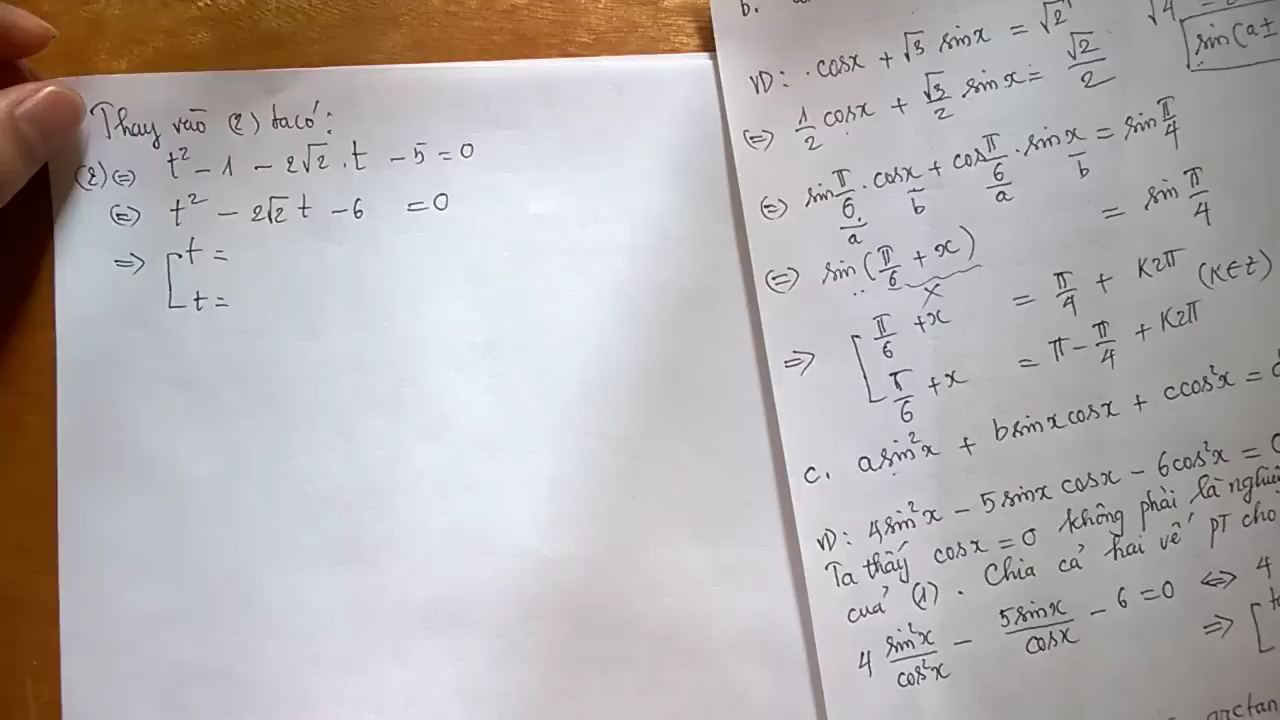 Thay vào (2) ta có:
(2) ⇔ t² - 1 - 2√2 . t - 5 = 0
⇔ t² - 2√2 t - 6 = 0
⇒ [ t =
t =
b.
VD: . cosx + √3 sinx = √2
⇔ 1/2 cosx + √3/2 sinx = √2/2
sin(a ±
⇔ sin π/6 . cosx + cos π/6 . sinx = sin π/4
a b a b
⇔ sin(π/6 + x) = sin π/4
X
⇒ [ π/6 + x = π/4 + K2π (K∈Z)
π/6 + x = π - π/4 + K2π
c. asin²x + bsinxcosx + ccos²x =
VD: 4sin²x - 5sinx cosx - 6cos²x = 0
Ta thấy cosx = 0 không phải là nghiệ
của (1). Chia cả hai vế PT cho
4 sin²x/cos²x - 5sinx/cosx - 6 = 0 ⇔ 4
⇒ [
arctan